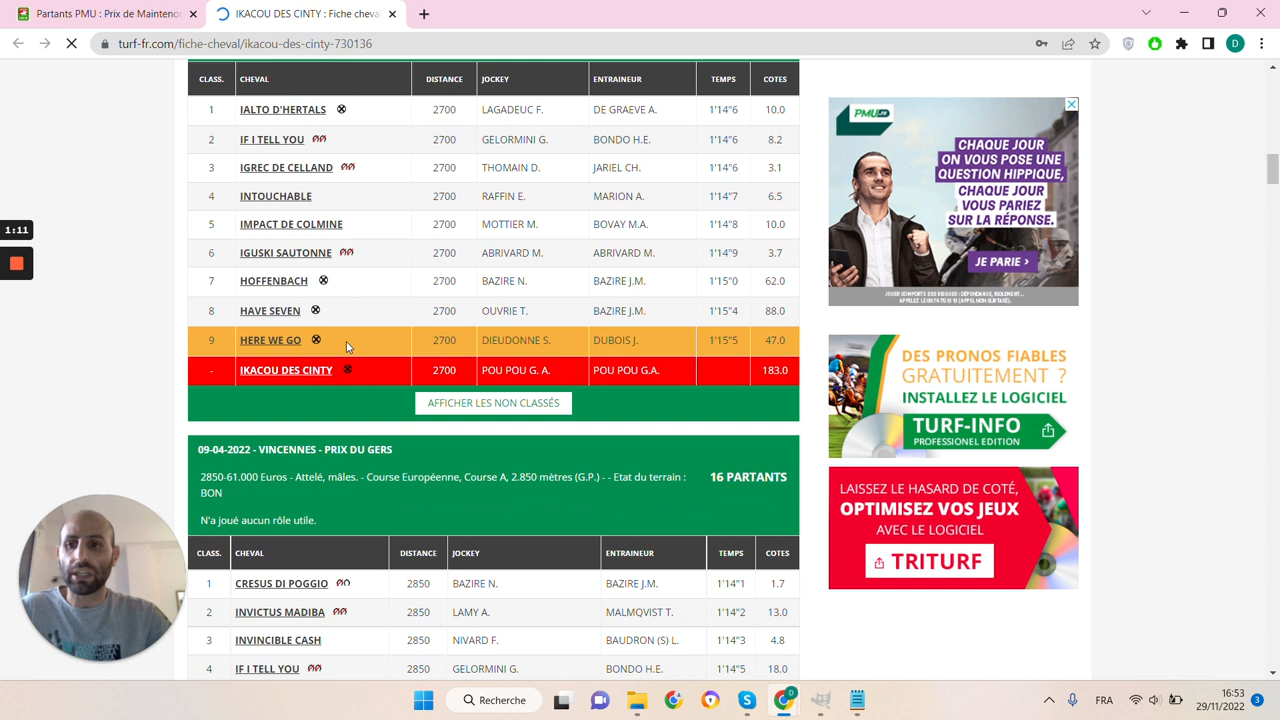 Partants PMU : Prix de Maintenon
IKACOU DES CINTY : Fiche cheva
turf-fr.com/fiche-cheval/ikacou-des-cinty-730136
D
CLASS. CHEVAL DISTANCE JOCKEY ENTRAINEUR TEMPS COTES
1 IALTO D'HERTALS 2700 LAGADEUC F. DE GRAEVE A. 1'14"6 10.0
2 IF I TELL YOU 2700 GELORMINI G. BONDO H.E. 1'14"6 8.2
3 IGREC DE CELLAND 2700 THOMAIN D. JARIEL CH. 1'14"6 3.1
4 INTOUCHABLE 2700 RAFFIN E. MARION A. 1'14"7 6.5
5 IMPACT DE COLMINE 2700 MOTTIER M. BOVAY M.A. 1'14"8 10.0
6 IGUSKI SAUTONNE 2700 ABRIVARD M. ABRIVARD M. 1'14"9 3.7
7 HOFFENBACH 2700 BAZIRE N. BAZIRE J.M. 1'15"0 62.0
8 HAVE SEVEN 2700 OUVRIE T. BAZIRE J.M. 1'15"4 88.0
9 HERE WE GO 2700 DIEUDONNE S. DUBOIS J. 1'15"5 47.0
- IKACOU DES CINTY 2700 POU POU G. A. POU POU G.A. 183.0
AFFICHER LES NON CLASSÉS
09-04-2022 - VINCENNES - PRIX DU GERS
2850-61.000 Euros - Attelé, mâles. - Course Européenne, Course A, 2.850 mètres (G.P.) - - Etat du terrain :
BON
16 PARTANTS
N'a joué aucun rôle utile.
CLASS. CHEVAL DISTANCE JOCKEY ENTRAINEUR TEMPS COTES
1 CRESUS DI POGGIO 2850 BAZIRE N. BAZIRE J.M. 1'14"1 1.7
2 INVICTUS MADIBA 2850 LAMY A. MALMQVIST T. 1'14"2 13.0
3 INVINCIBLE CASH 2850 NIVARD F. BAUDRON (S) L. 1'14"3 4.8
4 IF I TELL YOU 2850 GELORMINI G. BONDO H.E. 1'14"5 18.0
PMU.fr
CHAQUE JOUR
ON VOUS POSE UNE
QUESTION HIPPIQUE,
CHAQUE JOUR
VOUS PARIEZ
SUR LA RÉPONSE.
JE PARIE >
DES PRONOS FIABLES
GRATUITEMENT ?
INSTALLEZ LE LOGICIEL
TURF-INFO
PROFESSIONEL EDITION
LAISSEZ LE HASARD DE COTÉ,
OPTIMISEZ VOS JEUX
AVEC LE LOGICIEL
TRITURF
1:11
Recherche
D
FRA
16:53
29/11/2022
3